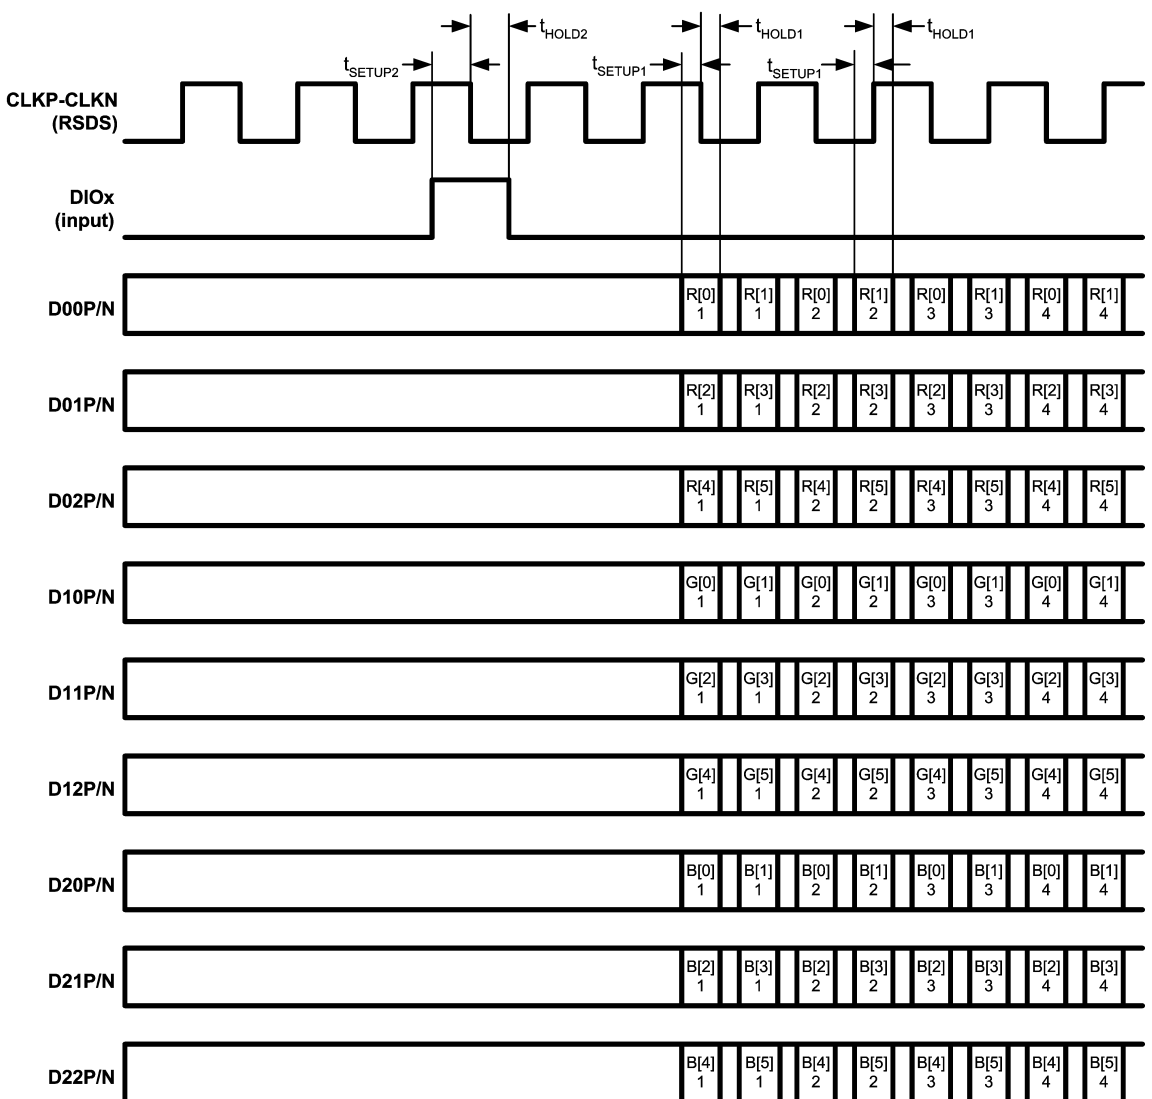 tHOLD2
tHOLD1
tHOLD1
tSETUP2
tSETUP1
tSETUP1
CLKP-CLKN
(RSDS)
DIOx
(input)
D00P/N
R[0] R[1] R[0] R[1] R[0] R[1] R[0] R[1]
1 1 2 2 3 3 4 4
D01P/N
R[2] R[3] R[2] R[3] R[2] R[3] R[2] R[3]
1 1 2 2 3 3 4 4
D02P/N
R[4] R[5] R[4] R[5] R[4] R[5] R[4] R[5]
1 1 2 2 3 3 4 4
D10P/N
G[0] G[1] G[0] G[1] G[0] G[1] G[0] G[1]
1 1 2 2 3 3 4 4
D11P/N
G[2] G[3] G[2] G[3] G[2] G[3] G[2] G[3]
1 1 2 2 3 3 4 4
D12P/N
G[4] G[5] G[4] G[5] G[4] G[5] G[4] G[5]
1 1 2 2 3 3 4 4
D20P/N
B[0] B[1] B[0] B[1] B[0] B[1] B[0] B[1]
1 1 2 2 3 3 4 4
D21P/N
B[2] B[3] B[2] B[3] B[2] B[3] B[2] B[3]
1 1 2 2 3 3 4 4
D22P/N
B[4] B[5] B[4] B[5] B[4] B[5] B[4] B[5]
1 1 2 2 3 3 4 4